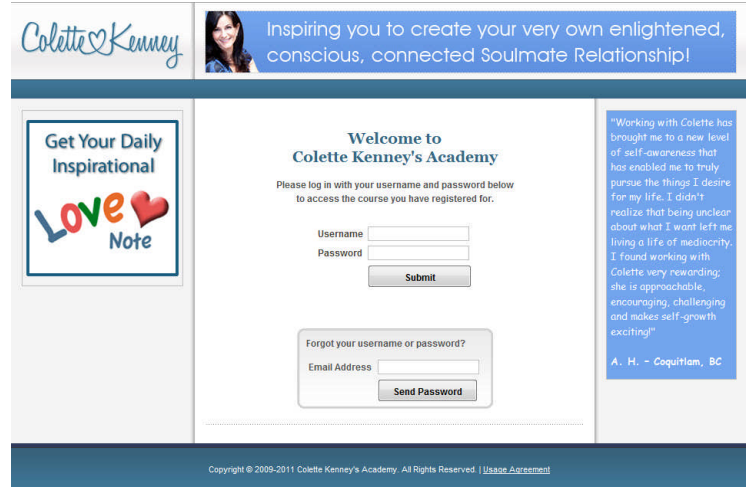 Colette Kenney
Inspiring you to create your very own enlightened,
conscious, connected Soulmate Relationship!
Get Your Daily
Inspirational
Love
Note
Welcome to
Colette Kenney's Academy
Please log in with your username and password below
to access the course you have registered for.
Username
Password
Submit
Forgot your username or password?
Email Address
Send Password
"Working with Colette has
brought me to a new level
of self-awareness that
has enabled me to truly
pursue the things I desire
for my life. I didn't
realize that being unclear
about what I want left me
living a life of mediocrity.
I found working with
Colette very rewarding;
she is approachable,
encouraging, challenging
and makes self-growth
exciting!"
A. H. – Coquitlam, BC
Copyright © 2009-2011 Colette Kenney's Academy. All Rights Reserved. | Usage Agreement